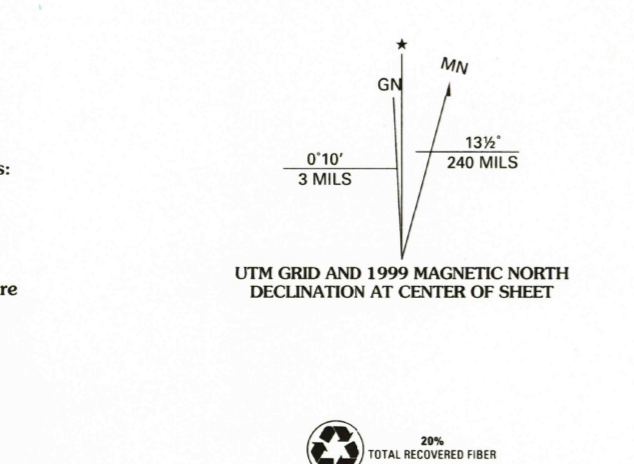 ★
GN
MN
0°10′
3 MILS
13½°
240 MILS
s:
re
UTM GRID AND 1999 MAGNETIC NORTH
DECLINATION AT CENTER OF SHEET
20%
TOTAL RECOVERED FIBER